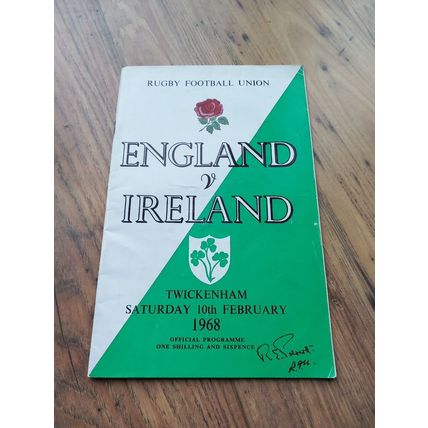 RUGBY FOOTBALL UNION
ENGLAND
v
IRELAND
TWICKENHAM
SATURDAY 10th FEBRUARY
1968
OFFICIAL PROGRAMME
ONE SHILLING AND SIXPENCE